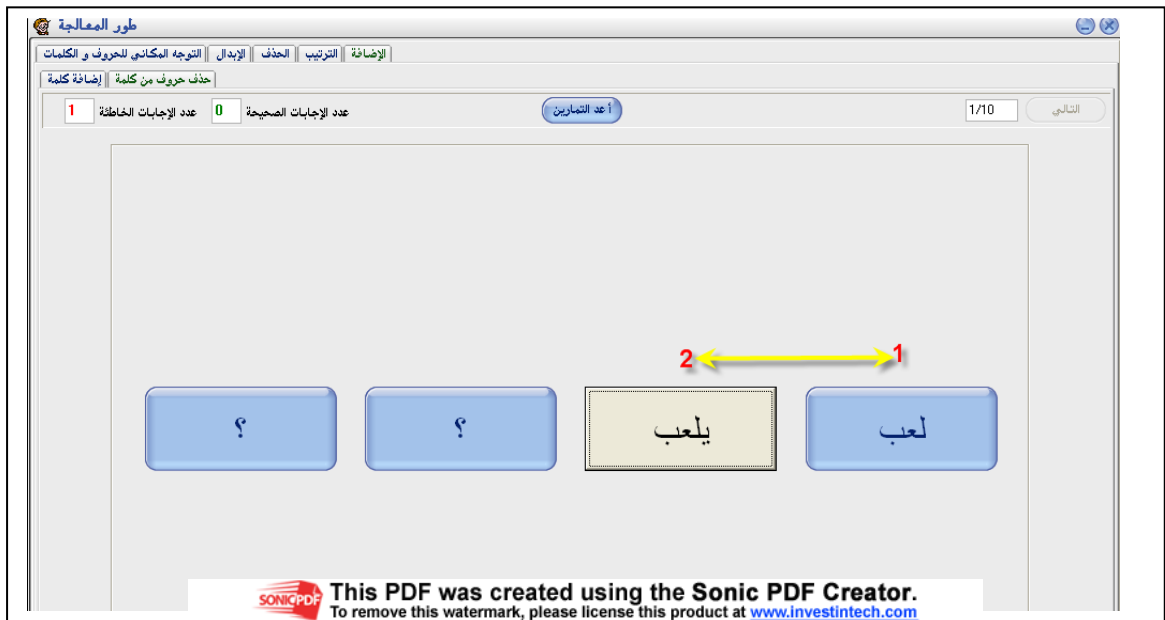 طور المعالجة
الإضافة الترتيب الحذف الإبدال التوجه المكاني للحروف و الكلمات
حذف حروف من كلمة إضافة كلمة
التالي 1/10 أعد التمارين عدد الإجابات الصحيحة 0 عدد الإجابات الخاطئة 1
1 2
لعب يلعب ؟ ؟
SONICPDF This PDF was created using the Sonic PDF Creator.
To remove this watermark, please license this product at www.investintech.com